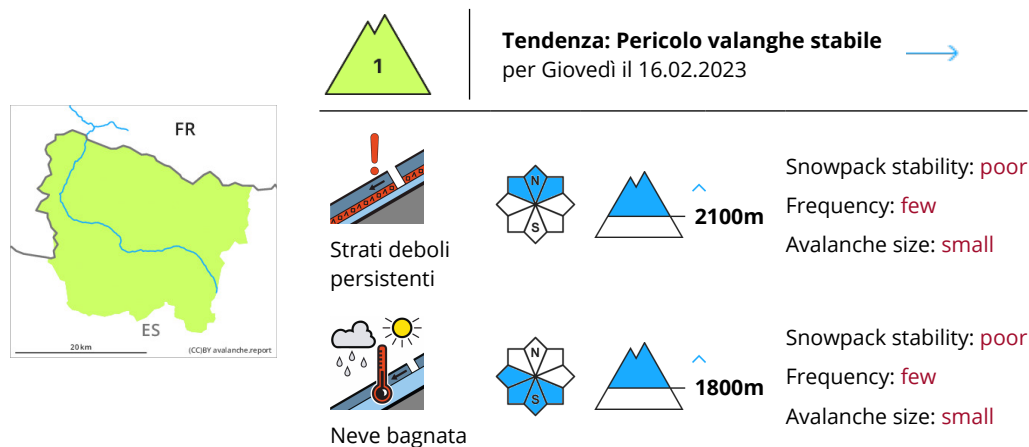 1
Tendenza: Pericolo valanghe stabile
per Giovedì il 16.02.2023
FR
ES
20 km
(CC)BY avalanche.report
N
S
2100m
Strati deboli
persistenti
Snowpack stability: poor
Frequency: few
Avalanche size: small
N
S
1800m
Neve bagnata
Snowpack stability: poor
Frequency: few
Avalanche size: small